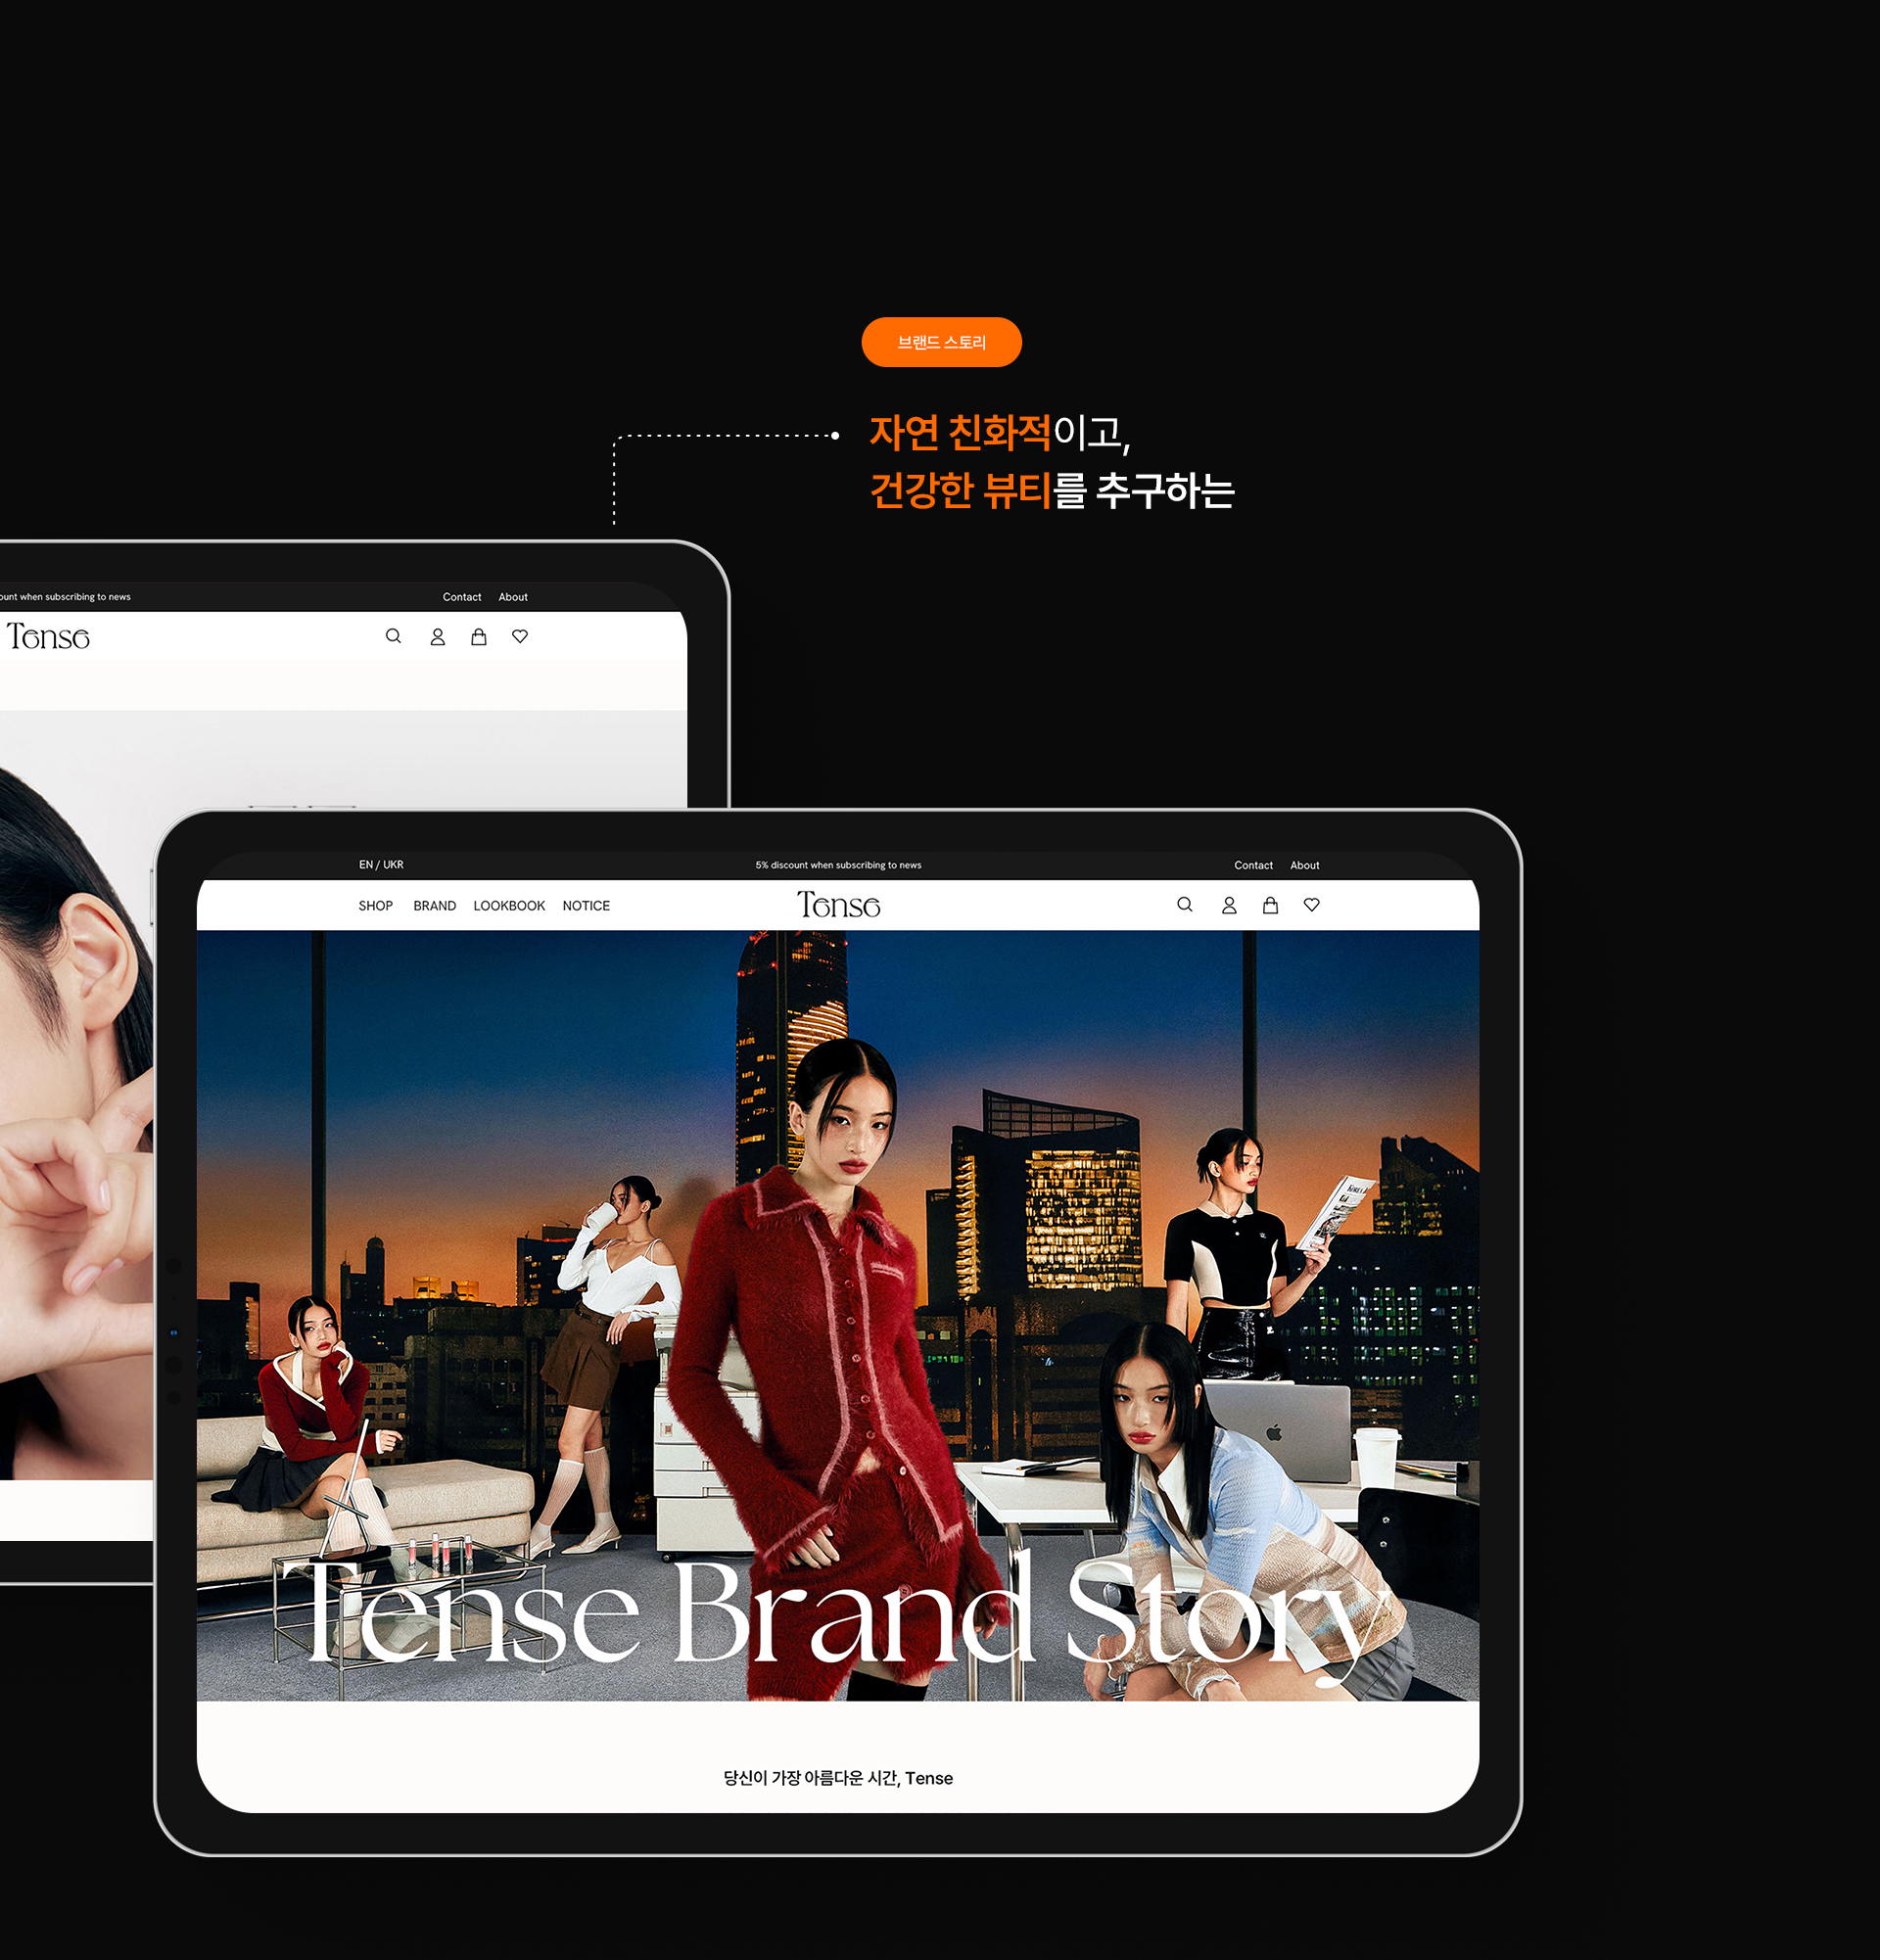 브랜드 스토리
자연 친화적이고,
건강한 뷰티를 추구하는
when subscribing to news
Contact About
Tense
EN / UKR
5% discount when subscribing to news
Contact About
SHOP BRAND LOOKBOOK NOTICE
Tense
Tense Brand Story
당신이 가장 아름다운 시간, Tense